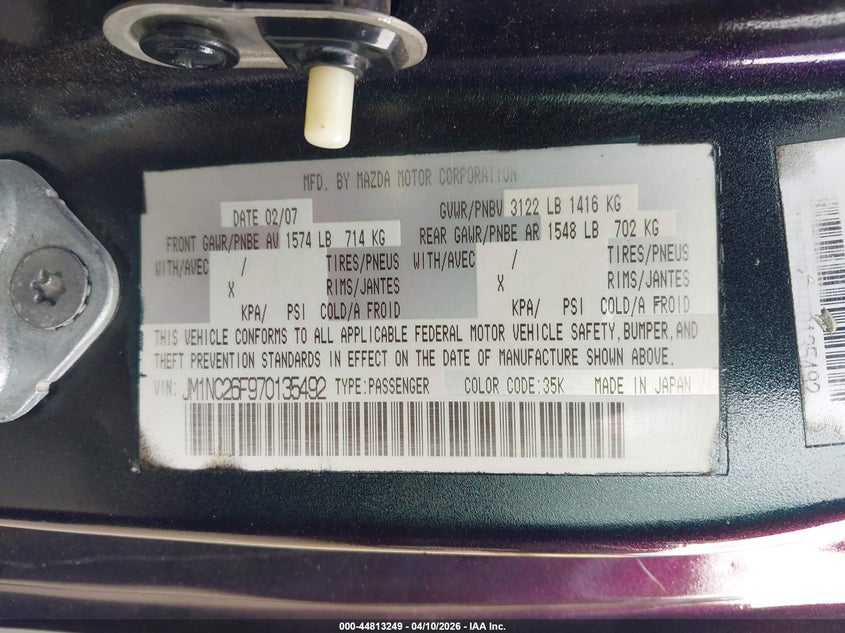 MFD. BY MAZDA MOTOR CORPORATION
DATE 02/07 GVWR/PNBV 3122 LB 1416 KG
FRONT GAWR/PNBE AV 1574 LB 714 KG REAR GAWR/PNBE AR 1548 LB 702 KG
WITH/AVEC / TIRES/PNEUS WITH/AVEC / TIRES/PNEUS
X RIMS/JANTES X RIMS/JANTES
KPA/ PSI COLD/A FROID KPA/ PSI COLD/A FROID
THIS VEHICLE CONFORMS TO ALL APPLICABLE FEDERAL MOTOR VEHICLE SAFETY, BUMPER, AND
THEFT PREVENTION STANDARDS IN EFFECT ON THE DATE OF MANUFACTURE SHOWN ABOVE.
VIN: JM1NC26F970135492 TYPE:PASSENGER COLOR CODE:35K MADE IN JAPAN
000-44813249 - 04/10/2026 - IAA Inc.